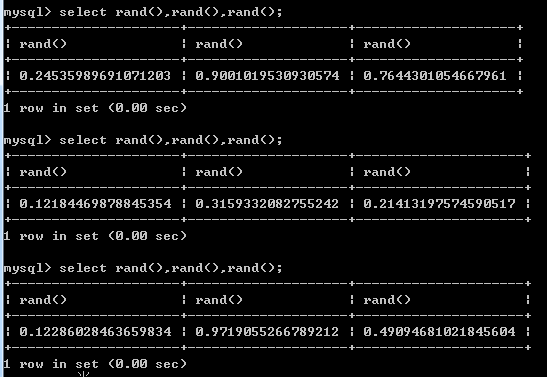 mysql> select rand(),rand(),rand();
+---------------------+--------------------+--------------------+
| rand()              | rand()             | rand()             |
+---------------------+--------------------+--------------------+
| 0.24535989691071203 | 0.9001019530930574 | 0.7644301054667961 |
+---------------------+--------------------+--------------------+
1 row in set (0.00 sec)
mysql> select rand(),rand(),rand();
+---------------------+--------------------+---------------------+
| rand()              | rand()             | rand()              |
+---------------------+--------------------+---------------------+
| 0.12184469878845354 | 0.3159332082755242 | 0.21413197574590517 |
+---------------------+--------------------+---------------------+
1 row in set (0.00 sec)
mysql> select rand(),rand(),rand();
+---------------------+--------------------+---------------------+
| rand()              | rand()             | rand()              |
+---------------------+--------------------+---------------------+
| 0.12286028463659834 | 0.9719055266789212 | 0.49094681021845604 |
+---------------------+--------------------+---------------------+
1 row in set (0.00 sec)